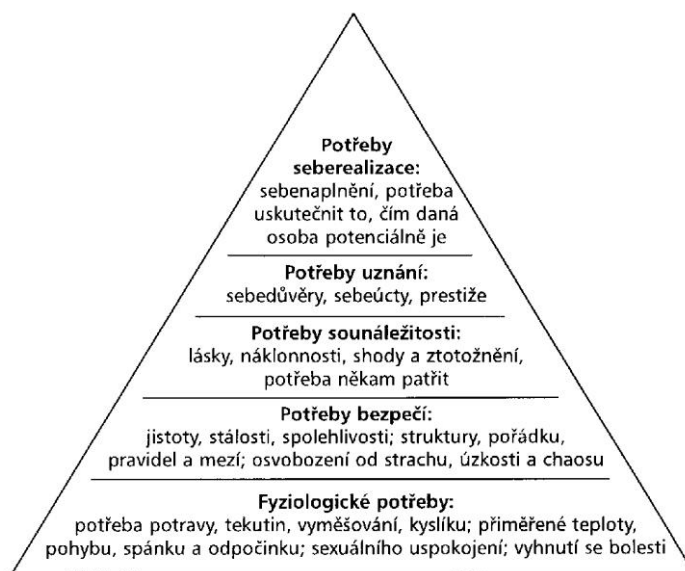 Potřeby
seberealizace:
sebenaplnění, potřeba
uskutečnit to, čím daná
osoba potenciálně je
Potřeby uznání:
sebedůvěry, sebeúcty, prestiže
Potřeby sounáležitosti:
lásky, náklonnosti, shody a ztotožnění,
potřeba někam patřit
Potřeby bezpečí:
jistoty, stálosti, spolehlivosti; struktury, pořádku,
pravidel a mezí; osvobození od strachu, úzkosti a chaosu
Fyziologické potřeby:
potřeba potravy, tekutin, vyměšování, kyslíku; přiměřené teploty,
pohybu, spánku a odpočinku; sexuálního uspokojení; vyhnutí se bolesti